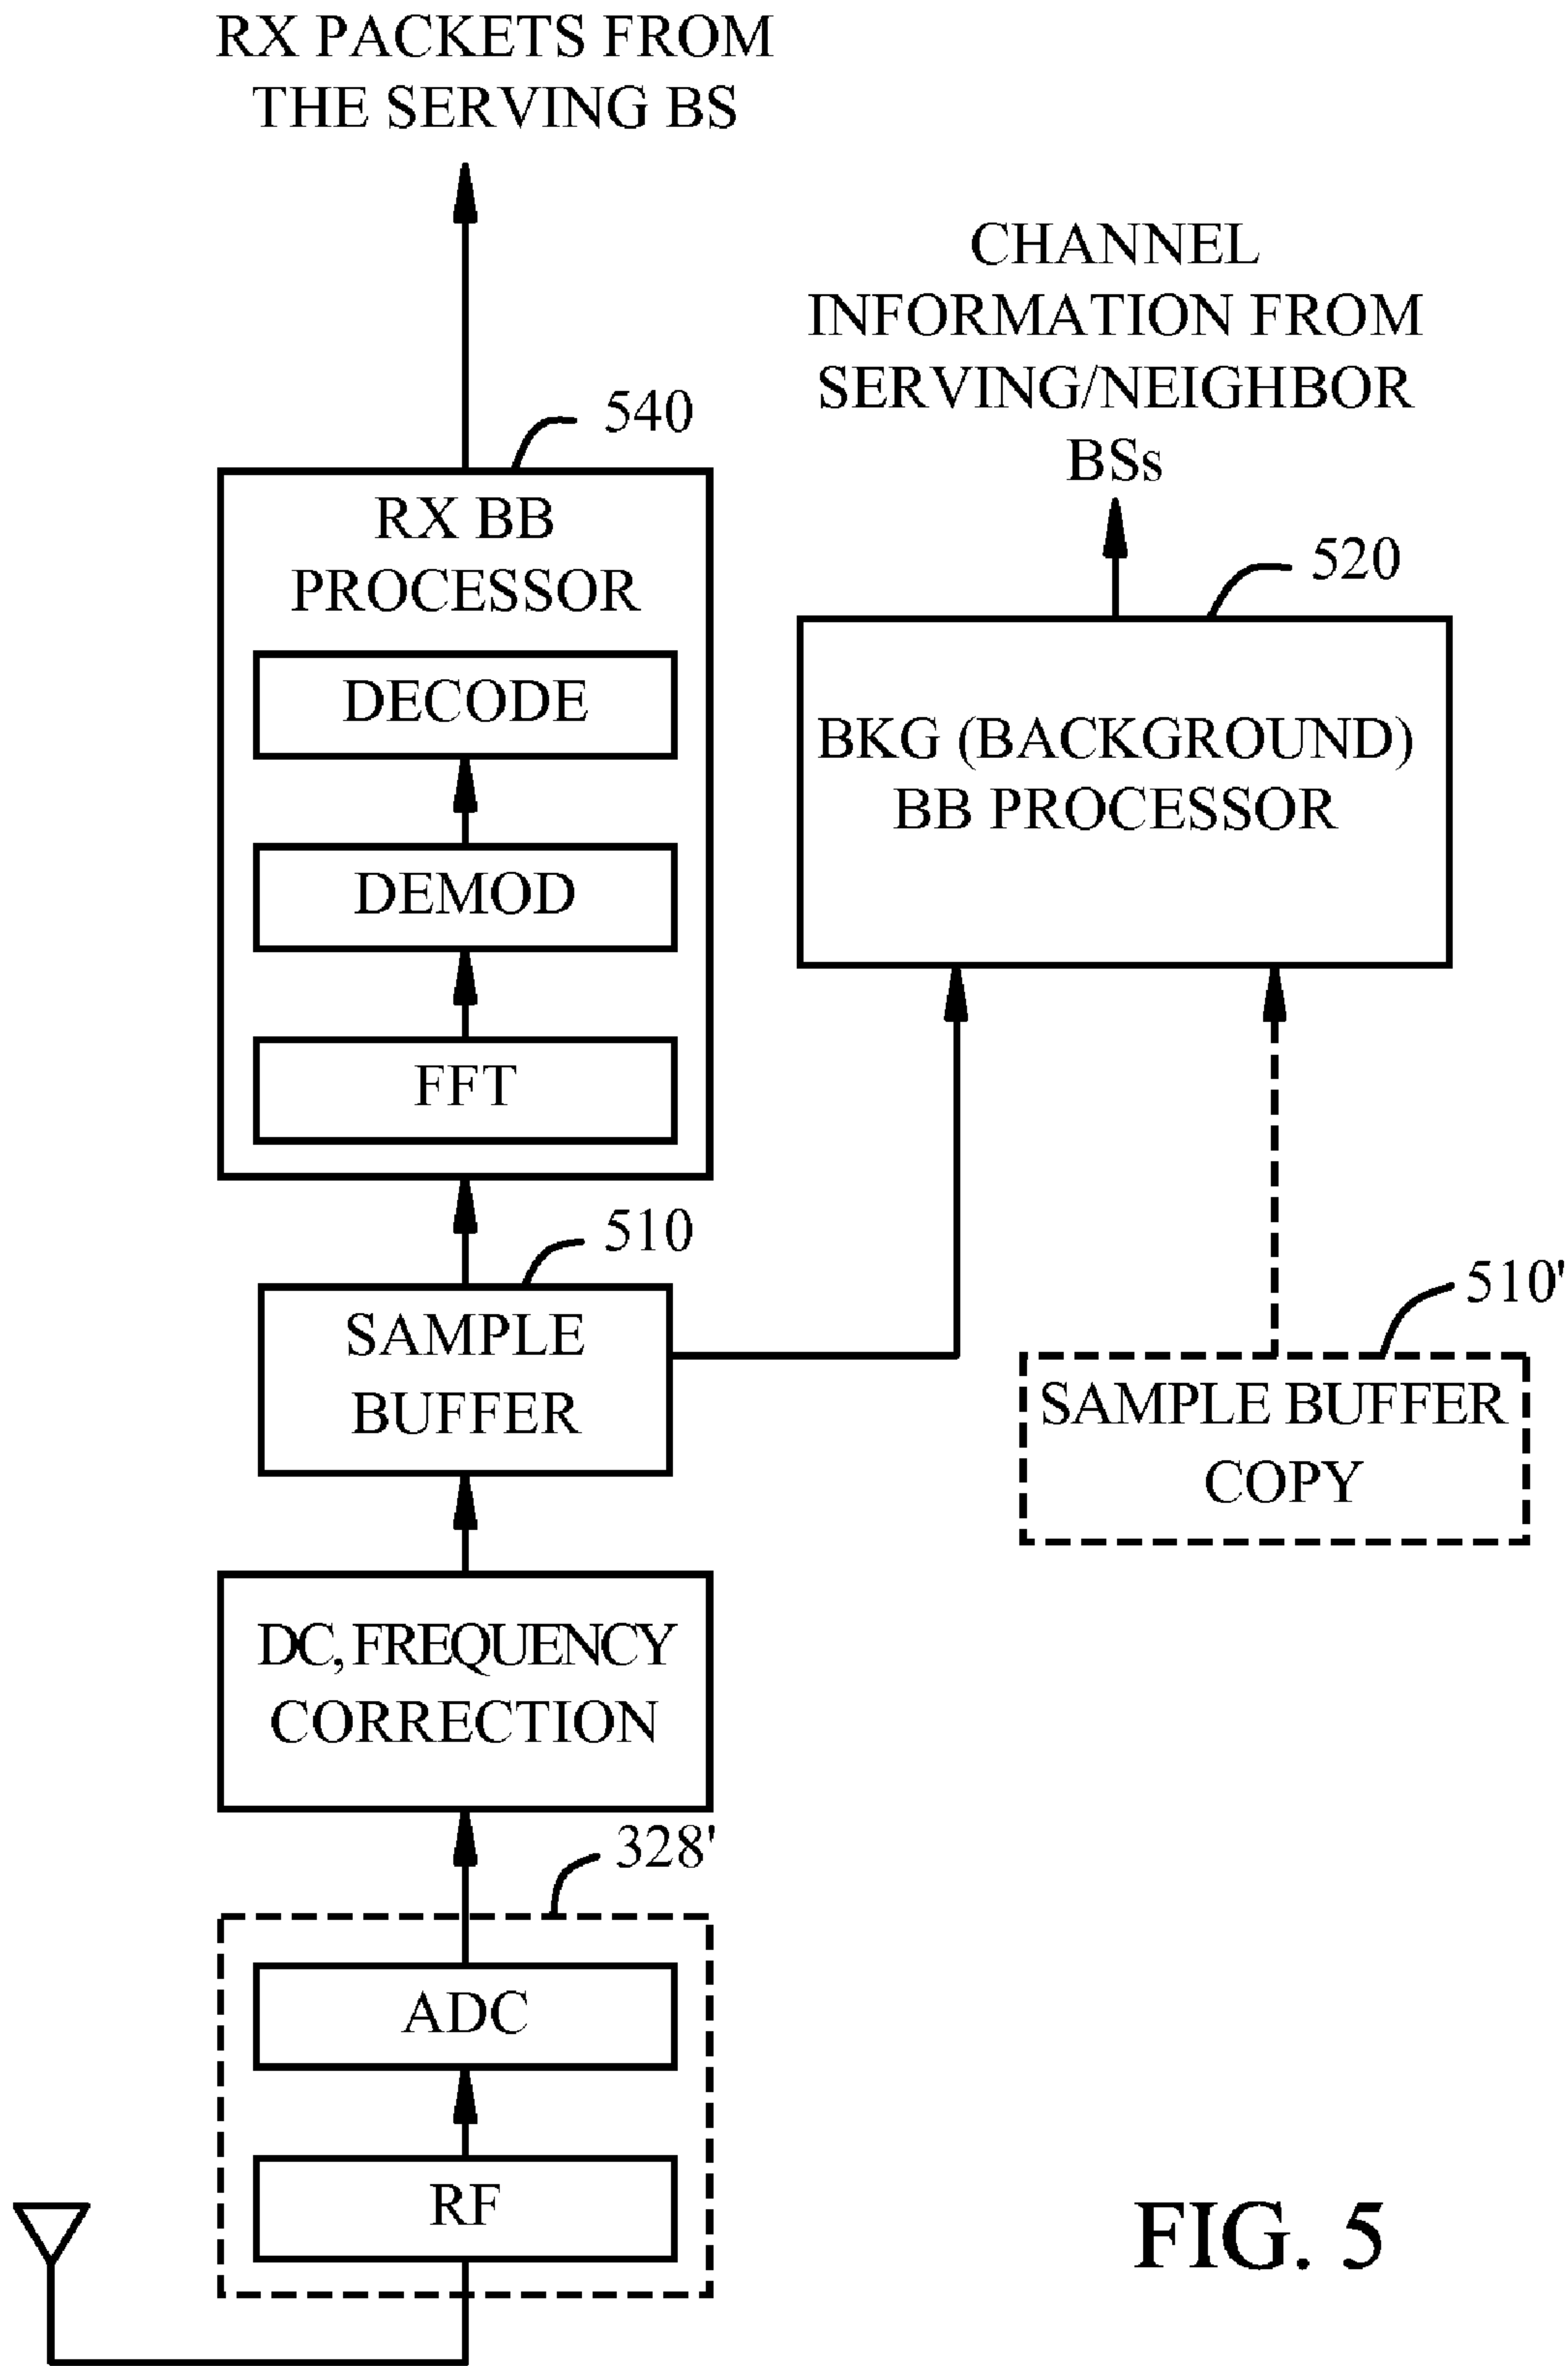 RX PACKETS FROM
THE SERVING BS
CHANNEL
INFORMATION FROM
SERVING/NEIGHBOR
BSs
540
RX BB
PROCESSOR
DECODE
DEMOD
FFT
520
BKG (BACKGROUND)
BB PROCESSOR
510
SAMPLE
BUFFER
510'
SAMPLE BUFFER
COPY
DC, FREQUENCY
CORRECTION
328'
ADC
RF
FIG. 5